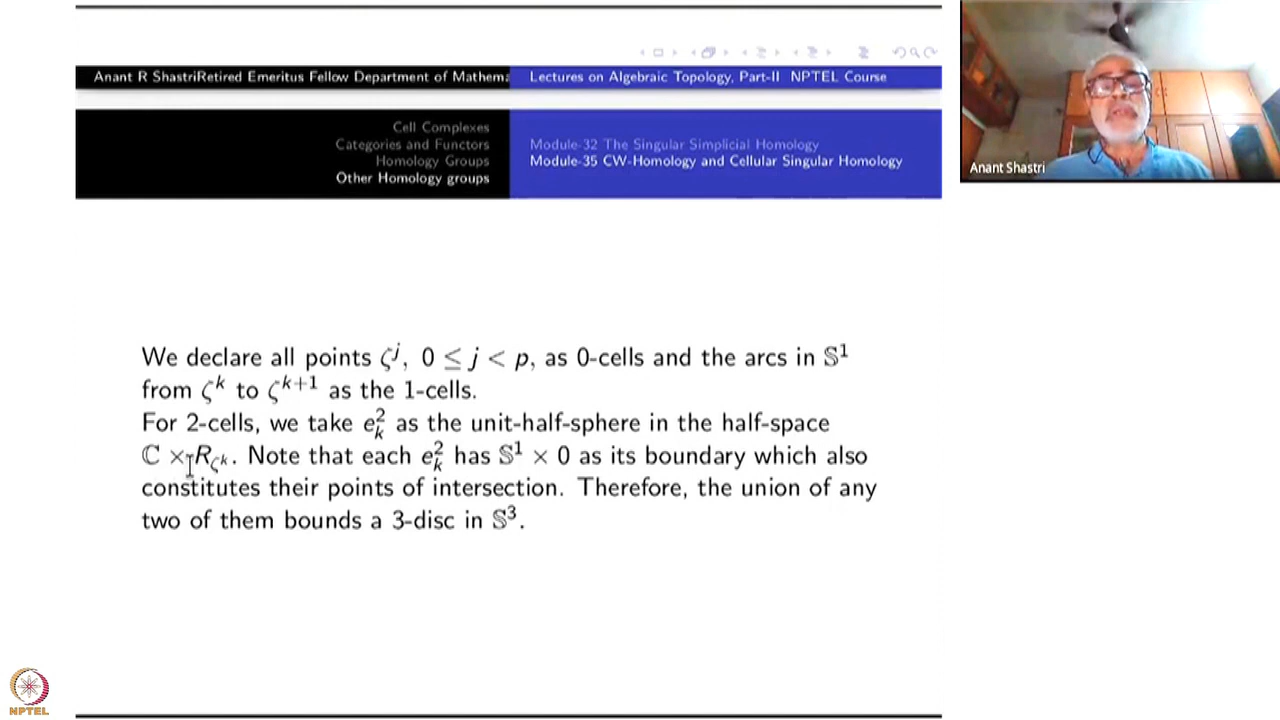 Anant R ShastriRetired Emeritus Fellow Department of Mathema
Lectures on Algebraic Topology, Part-II NPTEL Course
Cell Complexes
Categories and Functors
Homology Groups
Other Homology groups
Module-32 The Singular Simplicial Homology
Module-35 CW-Homology and Cellular Singular Homology
Anant Shastri
We declare all points ζ^j, 0 ≤ j < p, as 0-cells and the arcs in 𝕊^1
from ζ^k to ζ^{k+1} as the 1-cells.
For 2-cells, we take e_k^2 as the unit-half-sphere in the half-space
ℂ × R_{ζ^k}. Note that each e_k^2 has 𝕊^1 × 0 as its boundary which also
constitutes their points of intersection. Therefore, the union of any
two of them bounds a 3-disc in 𝕊^3.
NPTEL